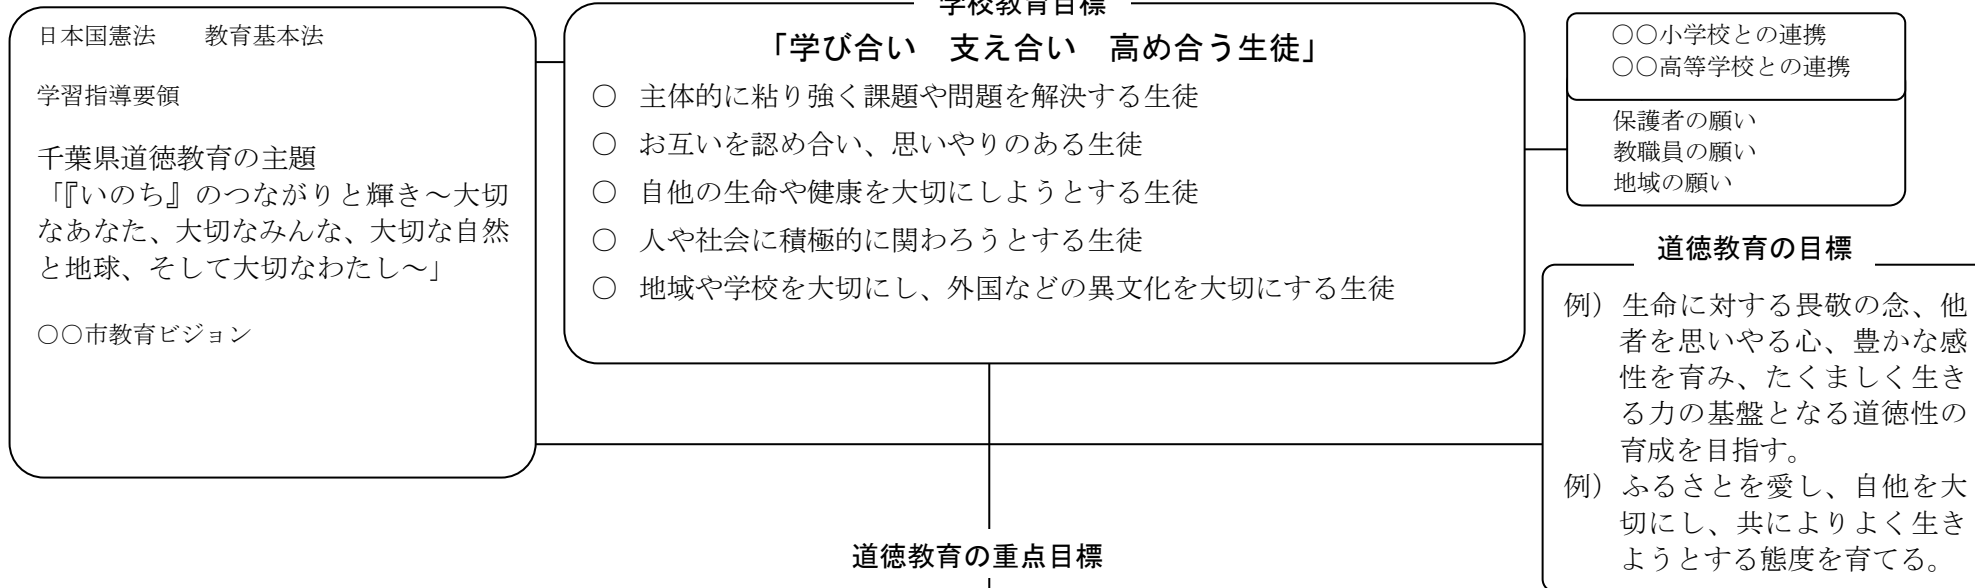 日本国憲法　　教育基本法
学習指導要領
千葉県道徳教育の主題
「『いのち』のつながりと輝き～大切
なあなた、大切なみんな、大切な自然
と地球、そして大切なわたし～」
○○市教育ビジョン
学校教育目標
「学び合い　支え合い　高め合う生徒」
○　主体的に粘り強く課題や問題を解決する生徒
○　お互いを認め合い、思いやりのある生徒
○　自他の生命や健康を大切にしようとする生徒
○　人や社会に積極的に関わろうとする生徒
○　地域や学校を大切にし、外国などの異文化を大切にする生徒
○○小学校との連携
○○高等学校との連携
保護者の願い
教職員の願い
地域の願い
道徳教育の目標
例）生命に対する畏敬の念、他
者を思いやる心、豊かな感
性を育み、たくましく生き
る力の基盤となる道徳性の
育成を目指す。
例）ふるさとを愛し、自他を大
切にし、共によりよく生き
ようとする態度を育てる。
道徳教育の重点目標